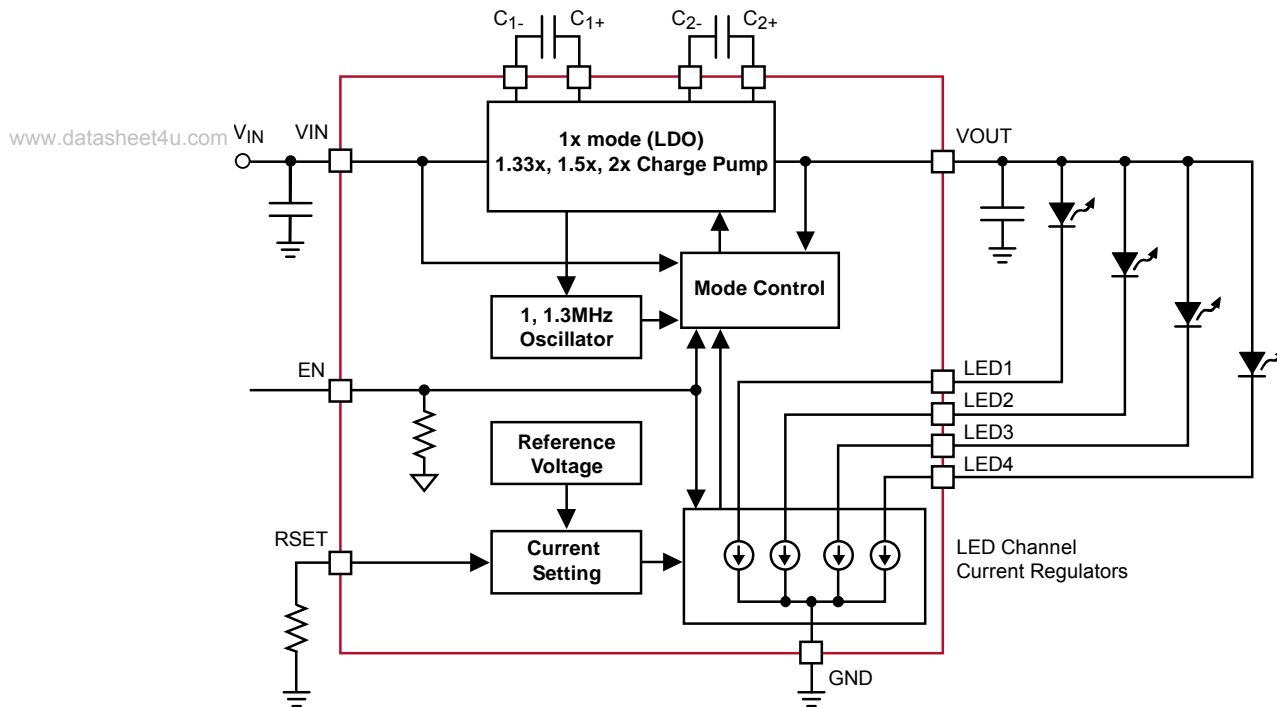 C1- C1+ C2- C2+
www.datasheet4u.com
VIN
VIN
VOUT
1x mode (LDO)
1.33x, 1.5x, 2x Charge Pump
Mode Control
1, 1.3MHz
Oscillator
EN
LED1
LED2
LED3
LED4
Reference
Voltage
RSET
Current
Setting
LED Channel
Current Regulators
GND